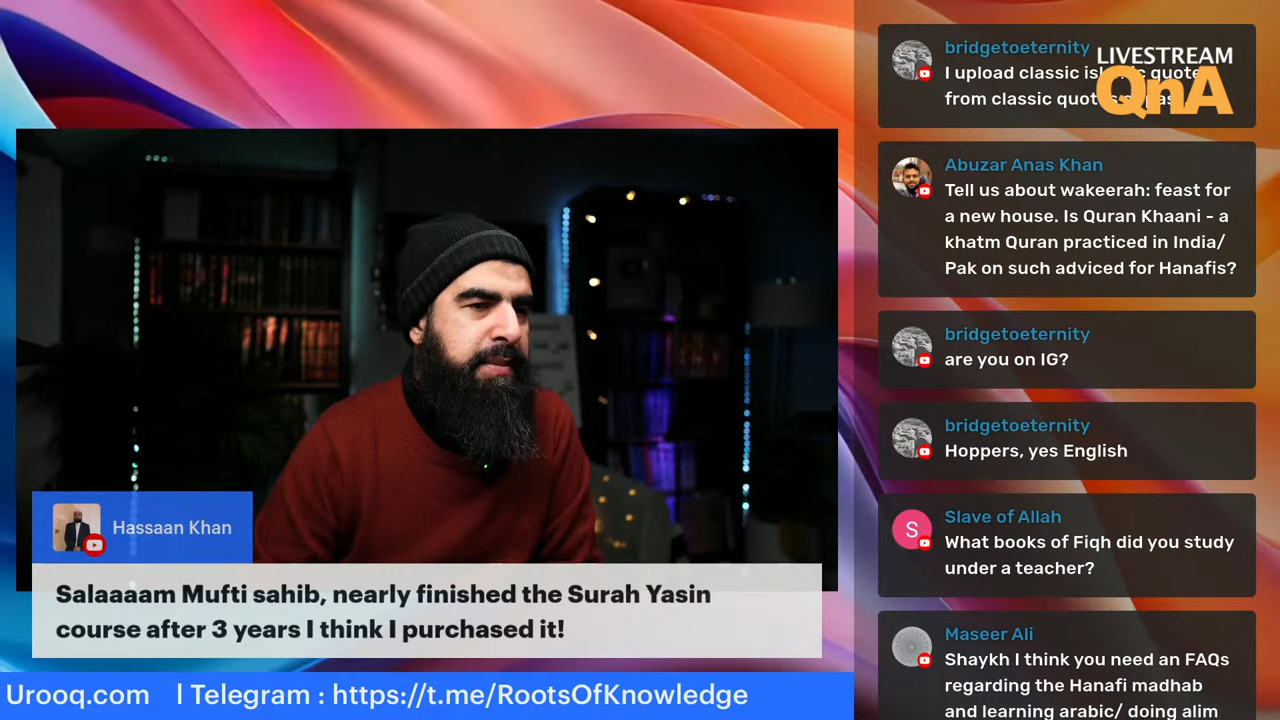 Hassaan Khan
Salaaaam Mufti sahib, nearly finished the Surah Yasin
course after 3 years I think I purchased it!
Urooq.com | Telegram : https://t.me/RootsOfKnowledge
LIVESTREAM
QnA
bridgetoeternity
I upload classic quote
from classic
Abuzar Anas Khan
Tell us about wakeerah: feast for
a new house. Is Quran Khaani - a
khatm Quran practiced in India/
Pak on such adviced for Hanafis?
bridgetoeternity
are you on IG?
bridgetoeternity
Hoppers, yes English
S
Slave of Allah
What books of Fiqh did you study
under a teacher?
Maseer Ali
Shaykh I think you need an FAQs
regarding the Hanafi madhab
and learning arabic/ doing alim